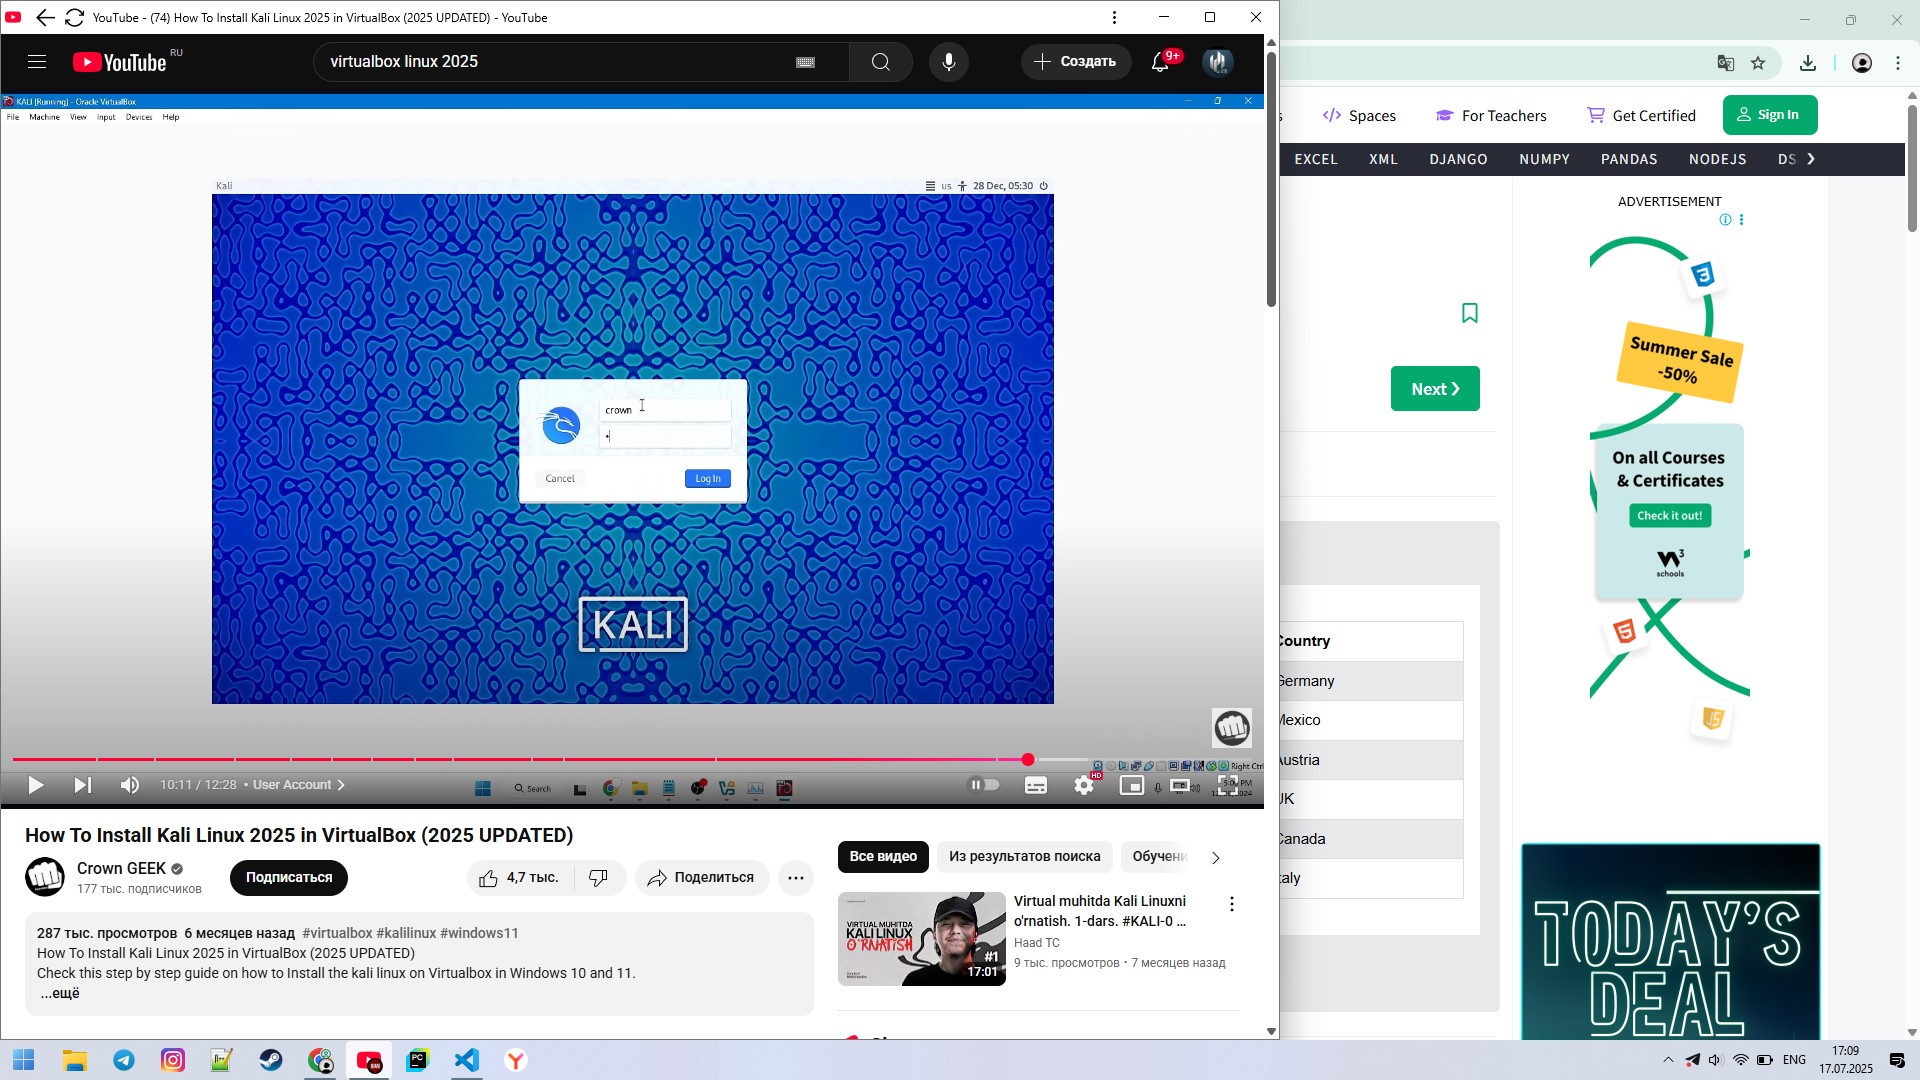 YouTube - (74) How To Install Kali Linux 2025 in VirtualBox (2025 UPDATED) - YouTube
YouTube RU
virtualbox linux 2025
Создать
9+
KALI [Running] - Oracle VirtualBox
File Machine View Input Devices Help
Kali
us
28 Dec, 05:30
crown
Cancel
Log In
KALI
Right Ctrl
10:11 / 12:28 • User Account
Search
HD
How To Install Kali Linux 2025 in VirtualBox (2025 UPDATED)
Crown GEEK
177 тыс. подписчиков
Подписаться
4,7 тыс.
Поделиться
287 тыс. просмотров 6 месяцев назад #virtualbox #kalilinux #windows11
How To Install Kali Linux 2025 in VirtualBox (2025 UPDATED)
Check this step by step guide on how to Install the kali linux on Virtualbox in Windows 10 and 11.
...ещё
Все видео
Из результатов поиска
Обучени
VIRTUAL MUHITDA
KALI LINUX
O'RNATISH
#1
17:01
Virtual muhitda Kali Linuxni
o'rnatish. 1-dars. #KALI-0 ...
Haad TC
9 тыс. просмотров • 7 месяцев назад
Spaces
For Teachers
Get Certified
Sign In
EXCEL XML DJANGO NUMPY PANDAS NODEJS DS
ADVERTISEMENT
Next
Country
Germany
Mexico
Austria
UK
Canada
Italy
Summer Sale
-50%
On all Courses
& Certificates
Check it out!
W3
schools
TODAY'S
DEAL
PC
ENG
17:09
17.07.2025